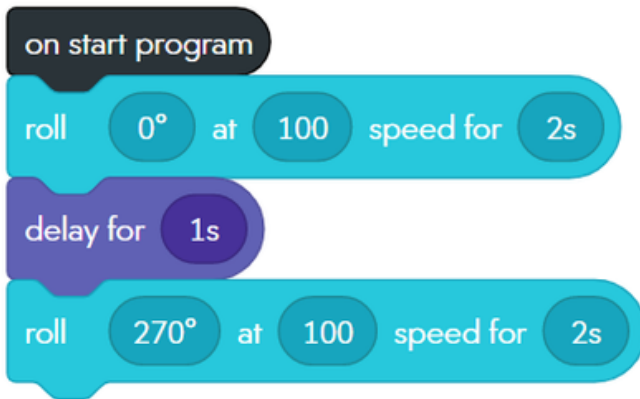 on start program
roll 0° at 100 speed for 2s
delay for 1s
roll 270° at 100 speed for 2s